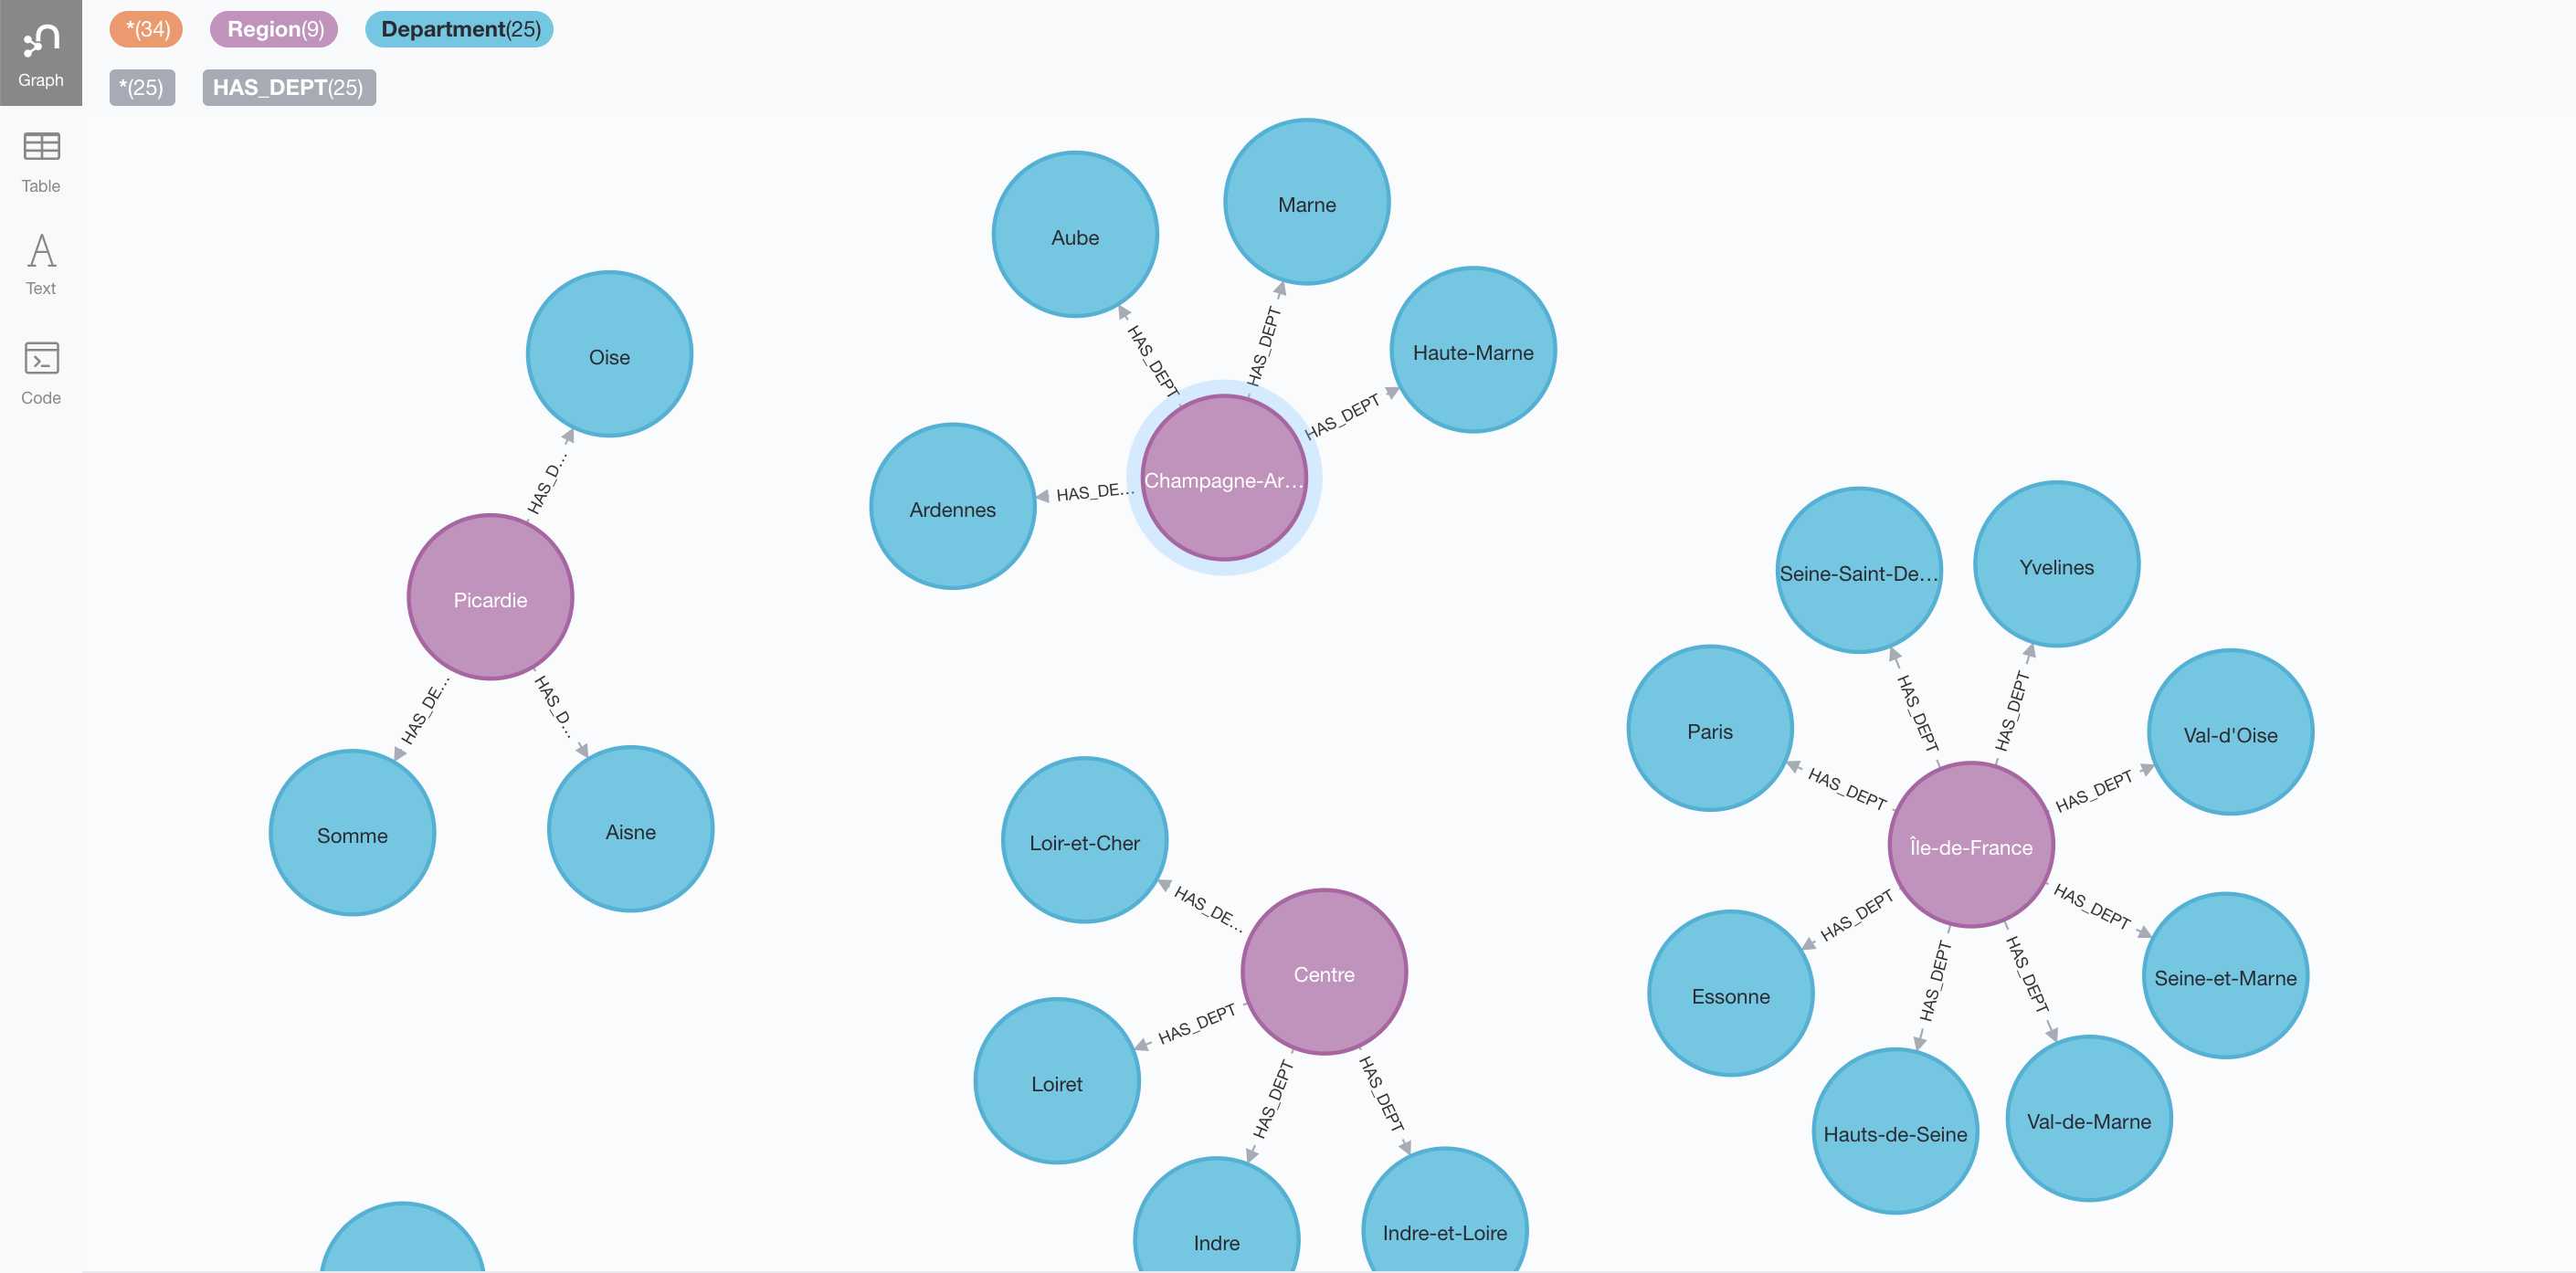 *(34) Region(9) Department(25)
Graph
*(25) HAS_DEPT(25)
Table
Text
Code
Marne
Aube
HAS_DEPT
HAS_DEPT
Haute-Marne
HAS_DEPT
Champagne-Ar...
HAS_DE...
Ardennes
Oise
HAS_D...
Picardie
HAS_DE...
HAS_D...
Somme
Aisne
Loir-et-Cher
HAS_DE...
Centre
HAS_DEPT
Loiret
HAS_DEPT
HAS_DEPT
Indre
Indre-et-Loire
Seine-Saint-De...
Yvelines
HAS_DEPT
HAS_DEPT
Paris
HAS_DEPT
Val-d'Oise
HAS_DEPT
Île-de-France
HAS_DEPT
HAS_DEPT
Essonne
Seine-et-Marne
HAS_DEPT
HAS_DEPT
Hauts-de-Seine
Val-de-Marne